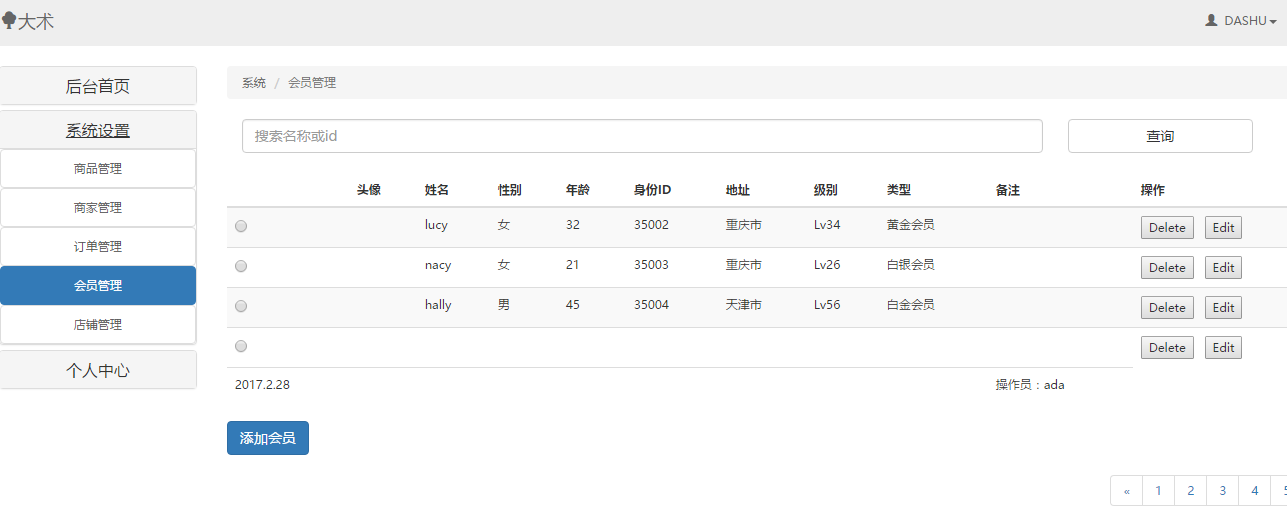 大术
DASHU
后台首页
系统设置
商品管理
商家管理
订单管理
会员管理
店铺管理
个人中心
系统 / 会员管理
搜索名称或id
查询
头像 姓名 性别 年龄 身份ID 地址 级别 类型 备注 操作
lucy 女 32 35002 重庆市 Lv34 黄金会员 Delete Edit
nacy 女 21 35003 重庆市 Lv26 白银会员 Delete Edit
hally 男 45 35004 天津市 Lv56 白金会员 Delete Edit
Delete Edit
2017.2.28 操作员：ada
添加会员
« 1 2 3 4 5